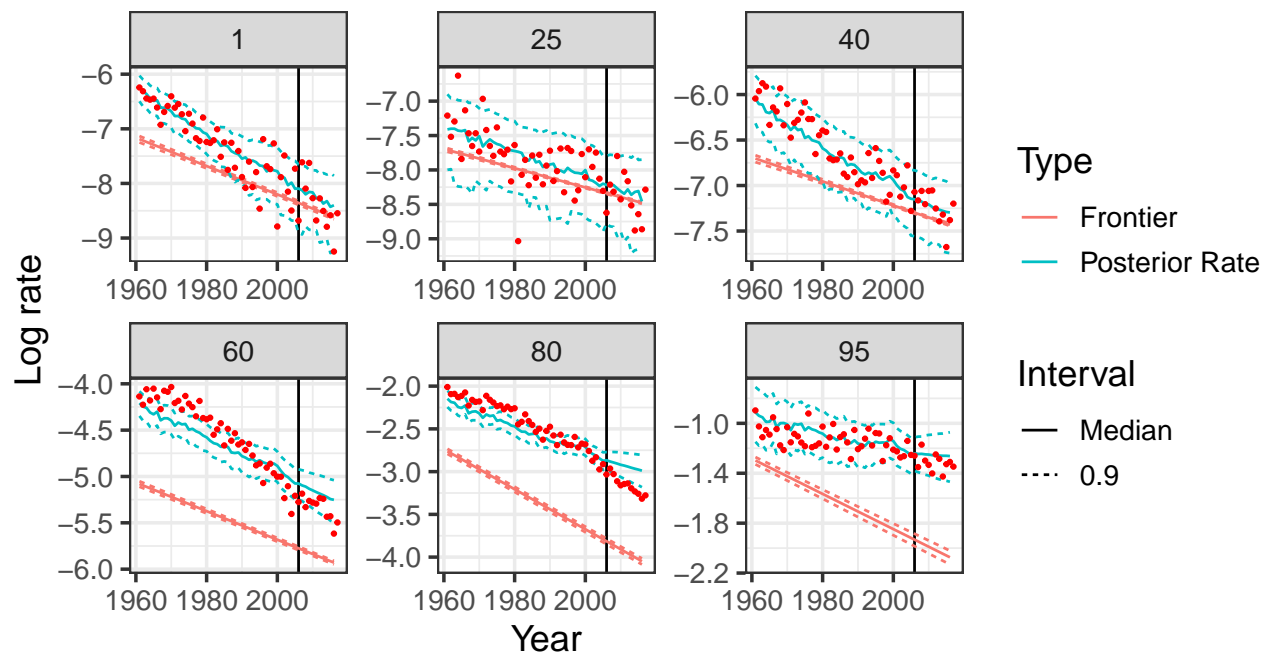 1
25
40
−6
−7
−8
−9
−7.0
−7.5
−8.0
−8.5
−9.0
−6.0
−6.5
−7.0
−7.5
1960 1980 2000
1960 1980 2000
1960 1980 2000
60
80
95
−4.0
−4.5
−5.0
−5.5
−6.0
−2.0
−2.5
−3.0
−3.5
−4.0
−1.0
−1.4
−1.8
−2.2
1960 1980 2000
1960 1980 2000
1960 1980 2000
Year
Log rate
Type
Frontier
Posterior Rate
Interval
Median
0.9